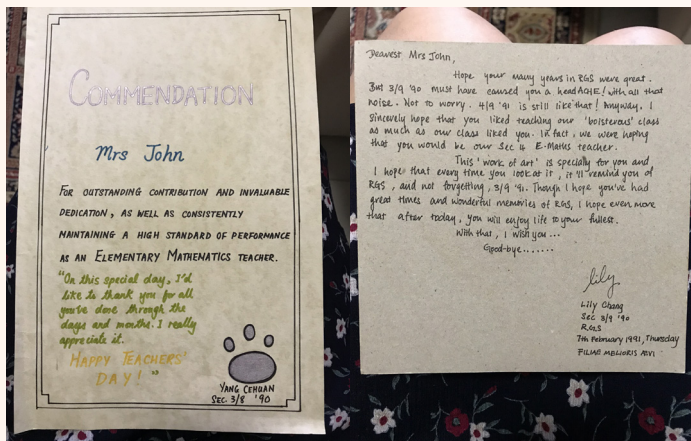 COMMENDATION
Mrs John
FOR OUTSTANDING CONTRIBUTION AND INVALUABLE
DEDICATION, AS WELL AS CONSISTENTLY
MAINTAINING A HIGH STANDARD OF PERFORMANCE
AS AN ELEMENTARY MATHEMATICS TEACHER.
"On this special day, I'd
like to thank you for all
you've done through the
days and months. I really
appreciate it.
HAPPY TEACHERS'
DAY! "
YANG CEHUAN
SEC. 3/8 '90
Dearest Mrs John,
Hope your many years in RGS were great.
But 3/9 '90 must have caused you a headACHE! with all that
noise. Not to worry. 4/9 '91 is still like that! Anyway, I
sincerely hope that you liked teaching our 'boisterous' class
as much as our class liked you. In fact, we were hoping
that you would be our Sec 4 E-Maths teacher.
This 'work of art' is specially for you and
I hope that every time you look at it, it'll remind you of
RGS, and not forgetting, 3/9 '91. Though I hope you've had
great times and wonderful memories of RGS, I hope even more
that after today, you will enjoy life to your fullest.
With that, I wish you...
Good-bye.......
lily
Lily Chang
Sec 3/9 '90
R.G.S
7th February 1991, Thursday
FILIAE MELIORIS AEVI